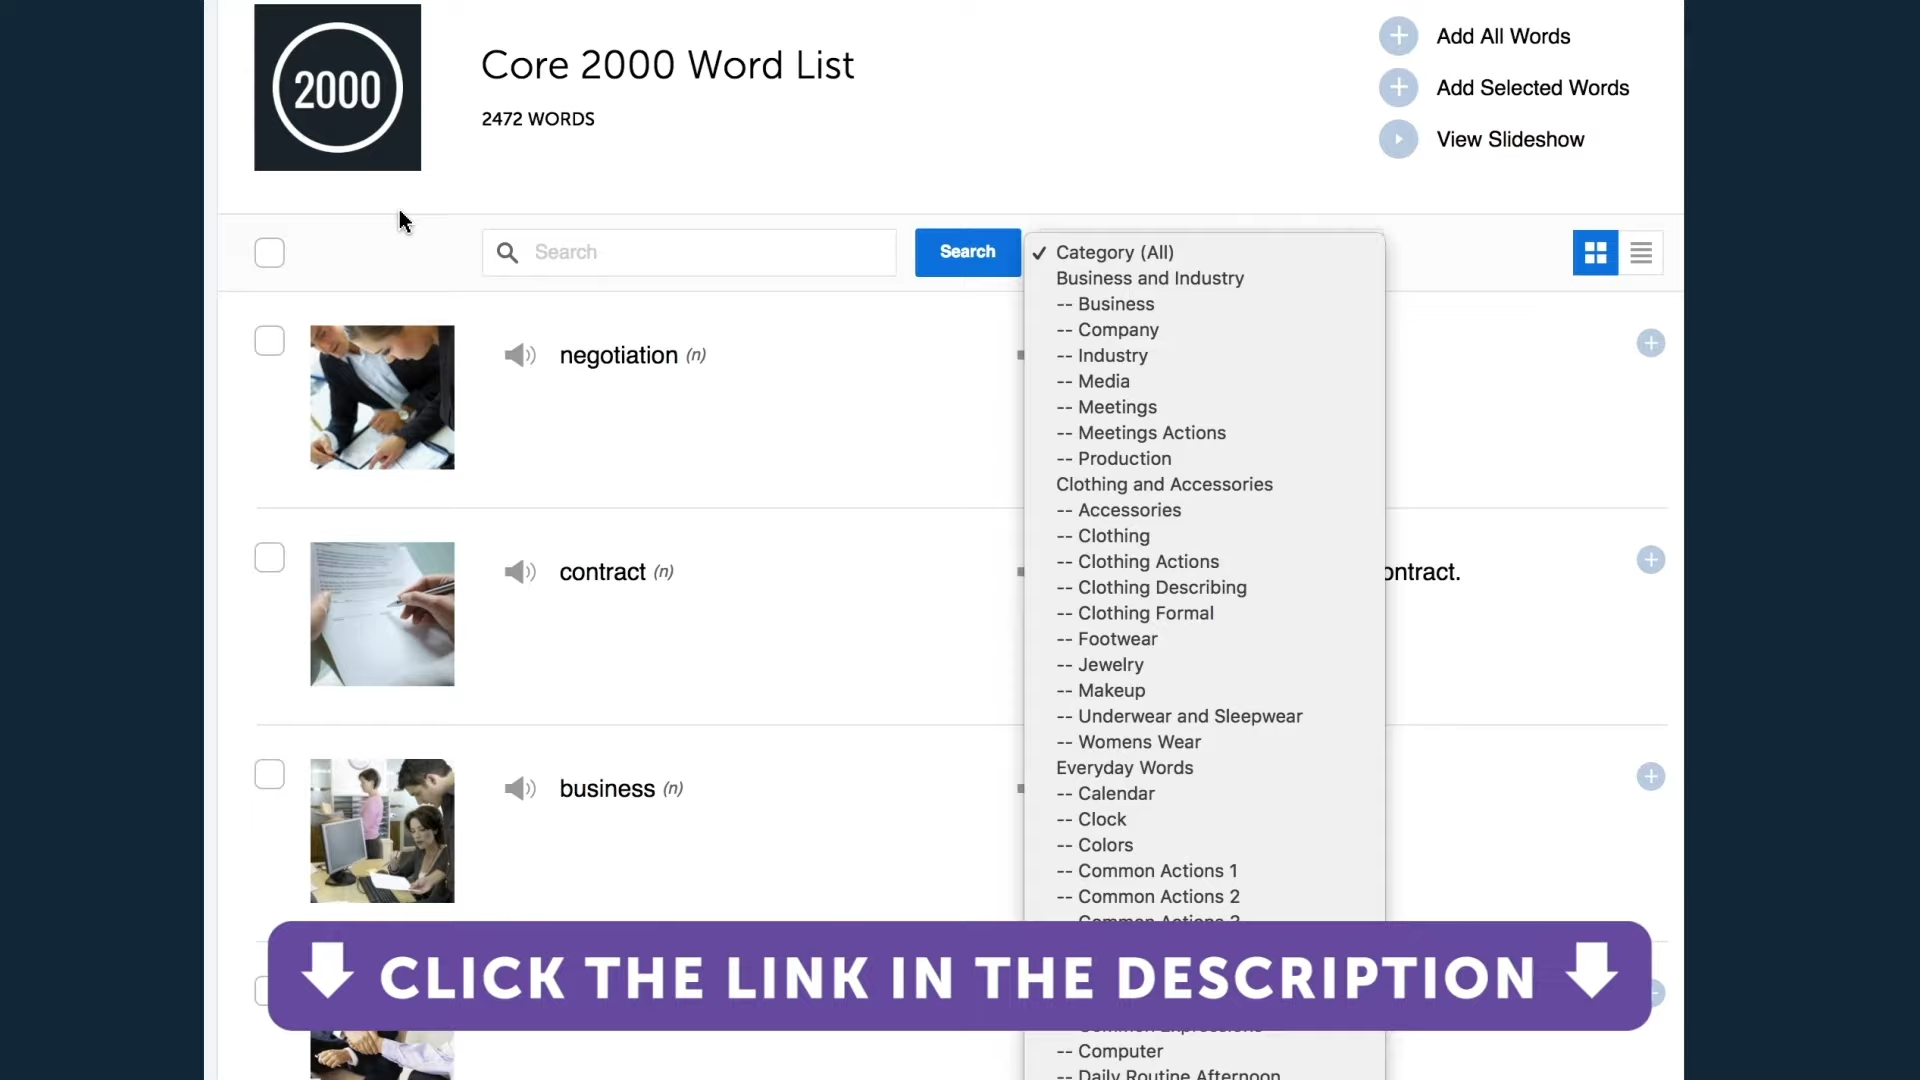 2000
Core 2000 Word List
2472 WORDS
Add All Words
Add Selected Words
View Slideshow
Search
Search
✓ Category (All)
Business and Industry
-- Business
-- Company
-- Industry
-- Media
-- Meetings
-- Meetings Actions
-- Production
Clothing and Accessories
-- Accessories
-- Clothing
-- Clothing Actions
-- Clothing Describing
-- Clothing Formal
-- Footwear
-- Jewelry
-- Makeup
-- Underwear and Sleepwear
-- Womens Wear
Everyday Words
-- Calendar
-- Clock
-- Colors
-- Common Actions 1
-- Common Actions 2
-- Common Actions 3
-- Computer
-- Daily Routine Afternoon
negotiation (n)
contract (n)
ontract.
business (n)
CLICK THE LINK IN THE DESCRIPTION